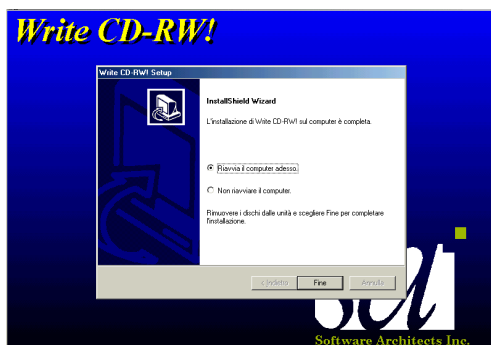 Write CD-RW!
Write CD-RW! Setup
InstallShield Wizard
L'installazione di Write CD-RW! sul computer è completa.
Riavvia il computer adesso.
Non riavviare il computer.
Rimuovere i dischi dalle unità e scegliere Fine per completare
l'installazione.
< Indietro Fine Annulla
sai
Software Architects Inc.